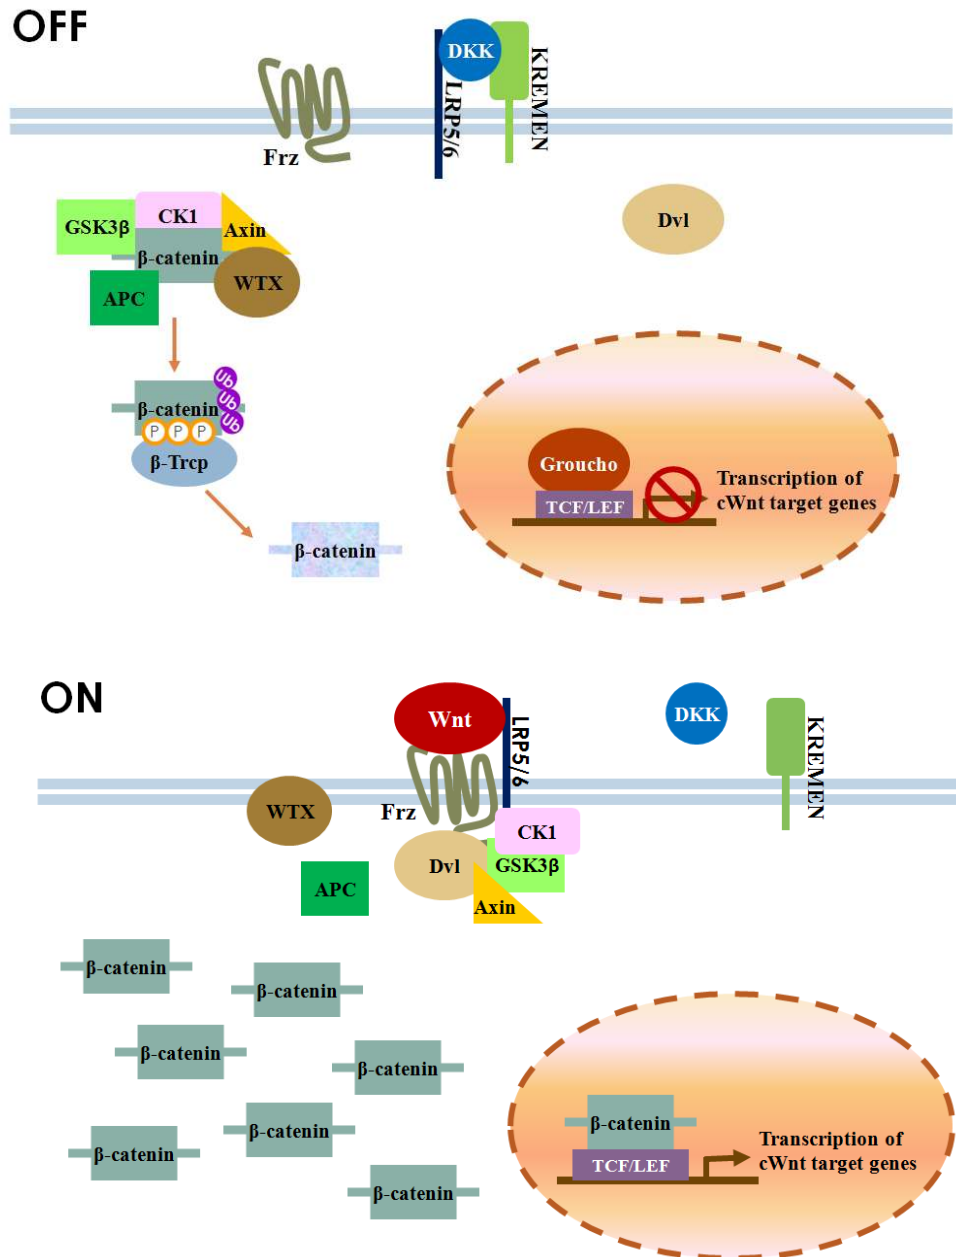 OFF
DKK
KREMEN
LRP5/6
Frz
GSK3β
CK1
Axin
β-catenin
WTX
APC
Dvl
β-catenin
Ub
Ub
Ub
P P P
β-Trcp
β-catenin
Groucho
TCF/LEF
Transcription of
cWnt target genes
ON
Wnt
LRP5/6
DKK
KREMEN
WTX
Frz
CK1
Dvl
GSK3β
APC
Axin
β-catenin
β-catenin
β-catenin
β-catenin
β-catenin
β-catenin
β-catenin
β-catenin
TCF/LEF
Transcription of
cWnt target genes